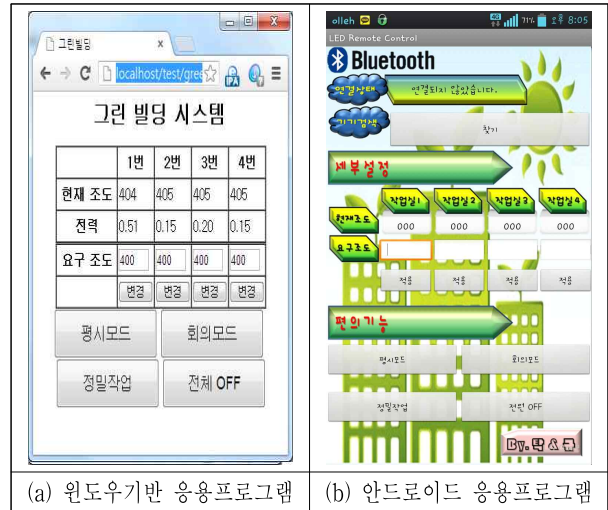 그린빌딩 x
localhost/test/gree
그린 빌딩 시스템
1번 2번 3번 4번
현재 조도 404 405 405 405
전력 0.51 0.15 0.20 0.15
요구 조도 400 400 400 400
변경 변경 변경 변경
평시모드 회의모드
정밀작업 전체 OFF
(a) 윈도우기반 응용프로그램
olleh 4G 71% 오후 8:05
LED Remote Control
Bluetooth
연결상태 연결되지 않았습니다.
기기검색 찾기
세부설정
작업실1 작업실2 작업실3 작업실4
현재조도 000 000 000 000
요구조도
적용 적용 적용 적용
편의기능
평시모드 회의모드
정밀작업 전원 OFF
(b) 안드로이드 응용프로그램